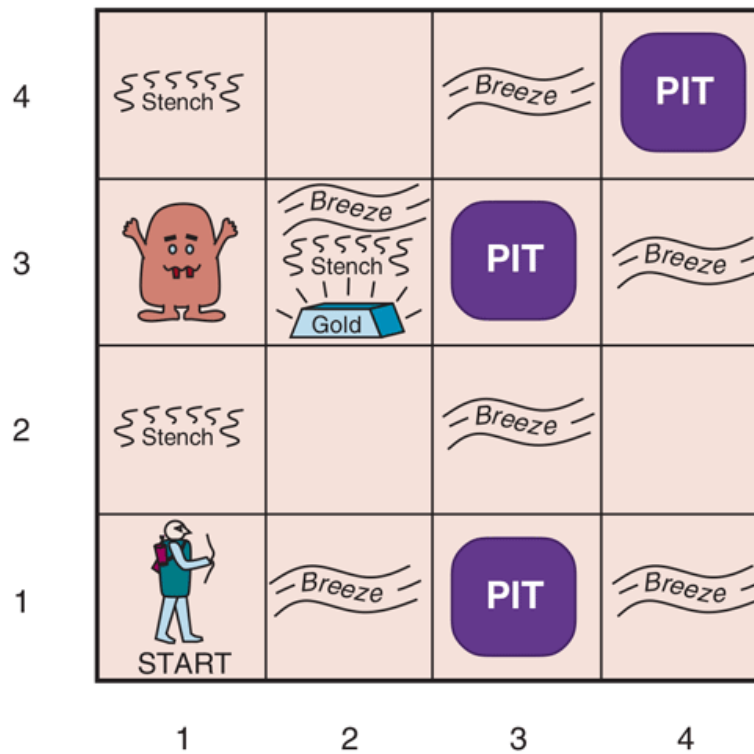 4
Stench
Breeze
PIT
3
Breeze
Stench
Gold
PIT
Breeze
2
Stench
Breeze
1
START
Breeze
PIT
Breeze
1 2 3 4